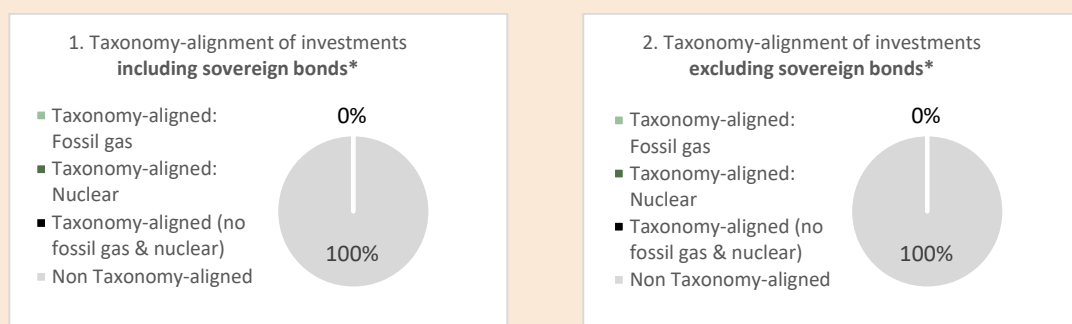 1. Taxonomy-alignment of investments
including sovereign bonds*
Taxonomy-aligned:
Fossil gas
Taxonomy-aligned:
Nuclear
Taxonomy-aligned (no
fossil gas & nuclear)
Non Taxonomy-aligned
0%
100%
2. Taxonomy-alignment of investments
excluding sovereign bonds*
Taxonomy-aligned:
Fossil gas
Taxonomy-aligned:
Nuclear
Taxonomy-aligned (no
fossil gas & nuclear)
Non Taxonomy-aligned
0%
100%